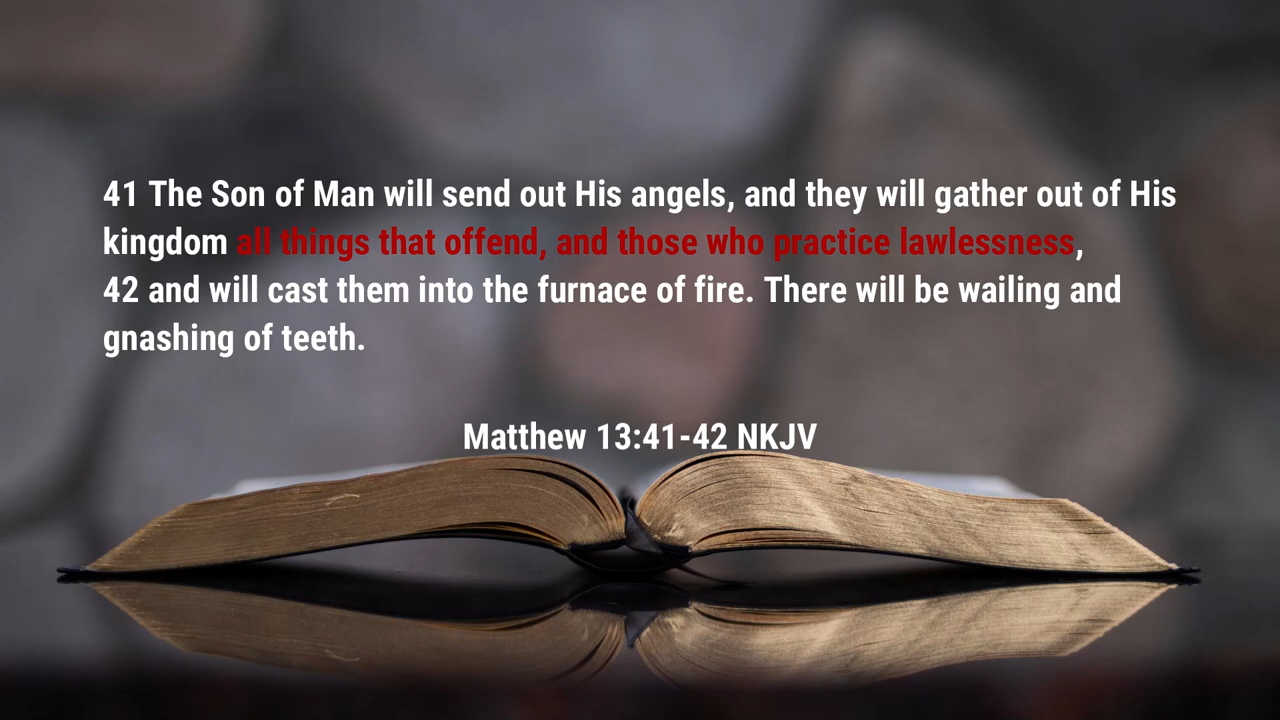 41 The Son of Man will send out His angels, and they will gather out of His
kingdom all things that offend, and those who practice lawlessness,
42 and will cast them into the furnace of fire. There will be wailing and
gnashing of teeth.
Matthew 13:41-42 NKJV